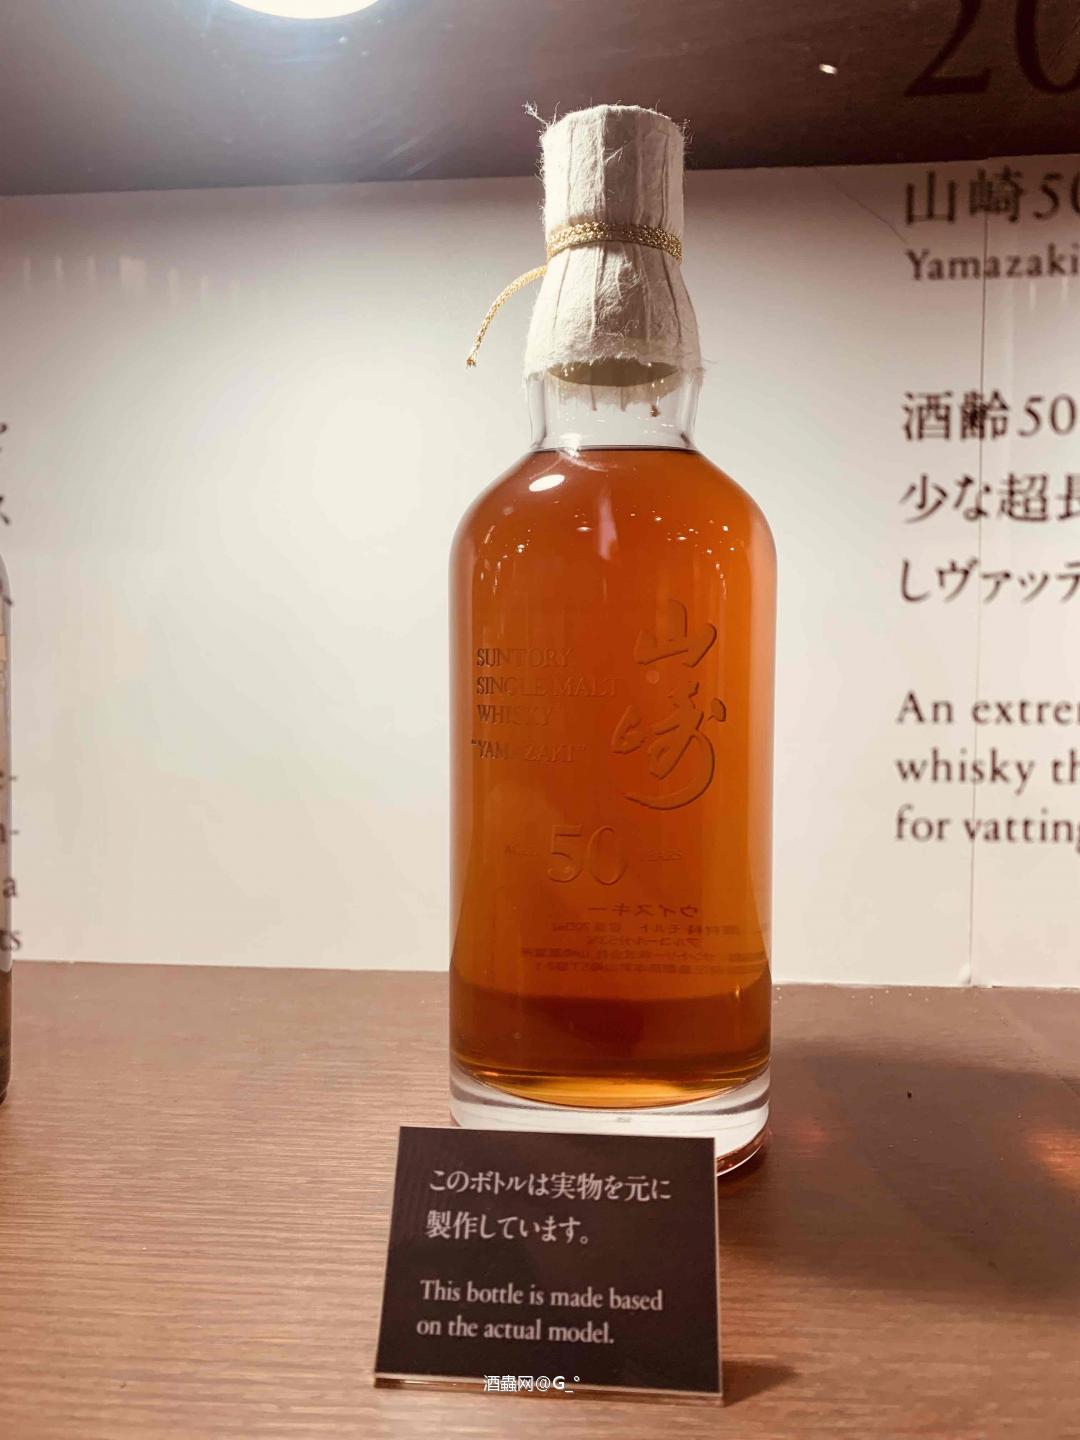 20
山崎50
Yamazaki
酒齢50
少な超長
しヴァッテ
An extre
whisky th
for vatting
SUNTORY
SINGLE MALT
WHISKY
"YAMAZAKI"
山崎
AGED 50 YEARS
ウイスキー
このボトルは実物を元に
製作しています。
This bottle is made based
on the actual model.
酒蟲网@G_°